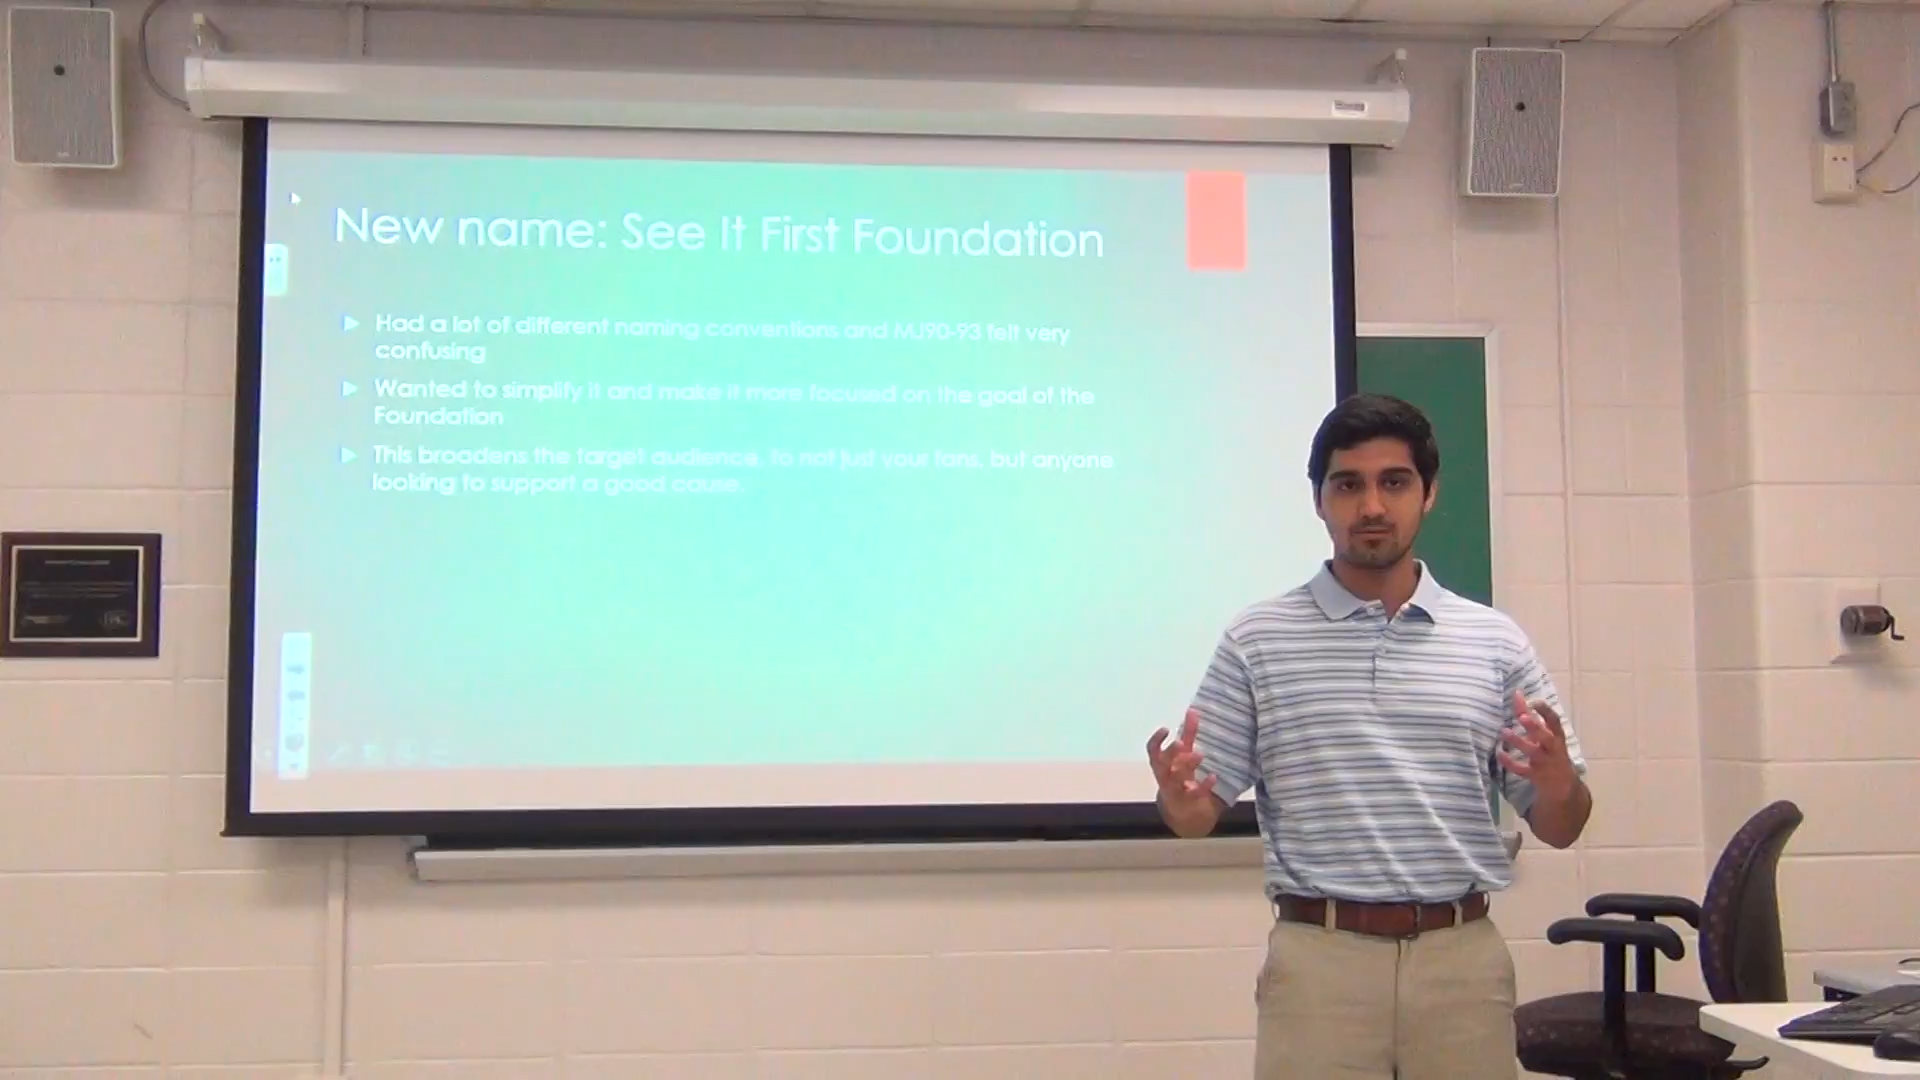 New name: See It First Foundation
Had a lot of different naming conventions and MJ90-93 felt very
confusing
Wanted to simplify it and make it more focused on the goal of the
Foundation
This broadens the target audience, to not just your fans, but anyone
looking to support a good cause.